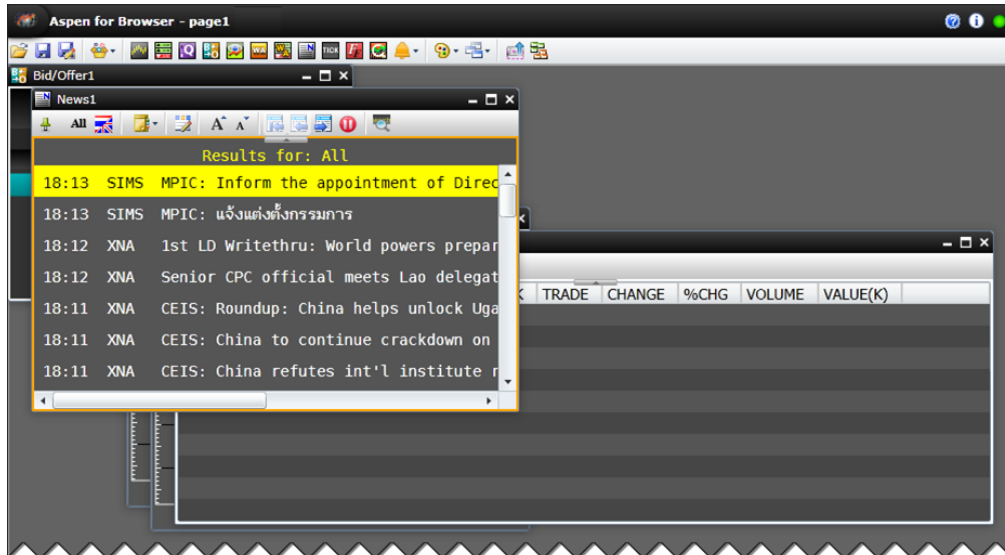 Aspen for Browser - page1
Bid/Offer1
News1
All
Results for: All
18:13 SIMS MPIC: Inform the appointment of Direc
18:13 SIMS MPIC: แจ้งแต่งตั้งกรรมการ
18:12 XNA 1st LD Writethru: World powers prepar
18:12 XNA Senior CPC official meets Lao delegat
18:11 XNA CEIS: Roundup: China helps unlock Uga
18:11 XNA CEIS: China to continue crackdown on
18:11 XNA CEIS: China refutes int'l institute r
TRADE CHANGE %CHG VOLUME VALUE(K)